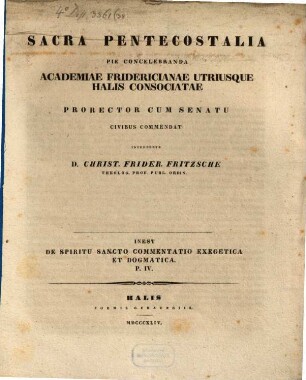 SACRA PENTECOSTALIA
PIE CONCELEBRANDA
ACADEMIAE FRIDERICIANAE UTRIUSQUE
HALIS CONSOCIATAE
PRORECTOR CUM SENATU
CIVIBUS COMMENDAT
INTERPRETE
D. CHRIST. FRIDER. FRITZSCHE
THEOLOG. PROF. PUBL. ORDIN.
INEST
DE SPIRITU SANCTO COMMENTATIO EXEGETICA
ET DOGMATICA.
P. IV.
HALIS
MDCCCXLIV.